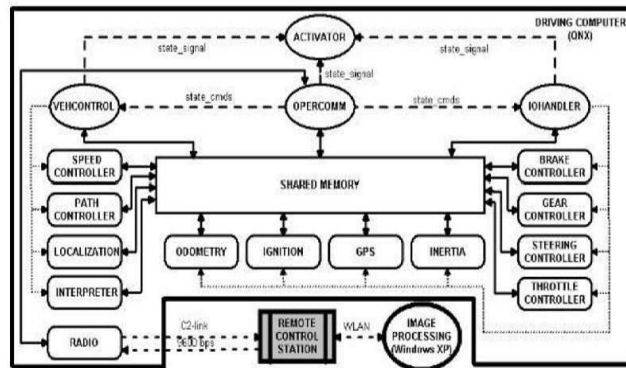 DRIVING COMPUTER
(QNX)
ACTIVATOR
state_signal
state_signal
state_signal
VEHCONTROL
state_cmds
OPERCOMM
state_cmds
IOHANDLER
SPEED
CONTROLLER
BRAKE
CONTROLLER
SHARED MEMORY
PATH
CONTROLLER
GEAR
CONTROLLER
LOCALIZATION
ODOMETRY
IGNITION
GPS
INERTIA
STEERING
CONTROLLER
INTERPRETER
THROTTLE
CONTROLLER
RADIO
C2-link
9600 bps
REMOTE
CONTROL
STATION
WLAN
IMAGE
PROCESSING
(Windows XP)